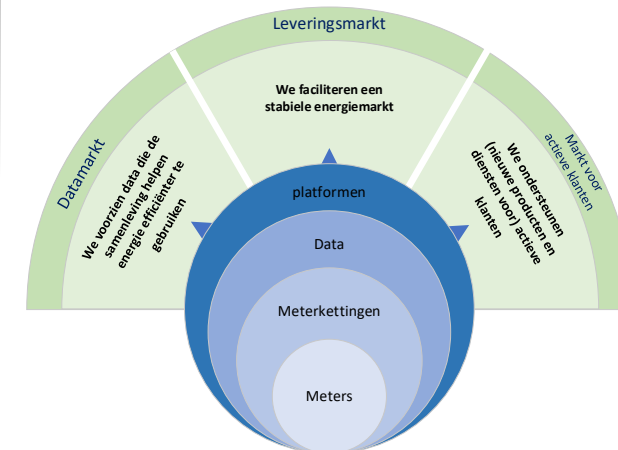 Leveringsmarkt
We faciliteren een
stabiele energiemarkt
Datamarkt
We voorzien data die de
samenleving helpen
energie efficiënter te
gebruiken
Markt voor
actieve klanten
We ondersteunen
(nieuwe producten en
diensten voor) actieve
klanten
platformen
Data
Meterkettingen
Meters